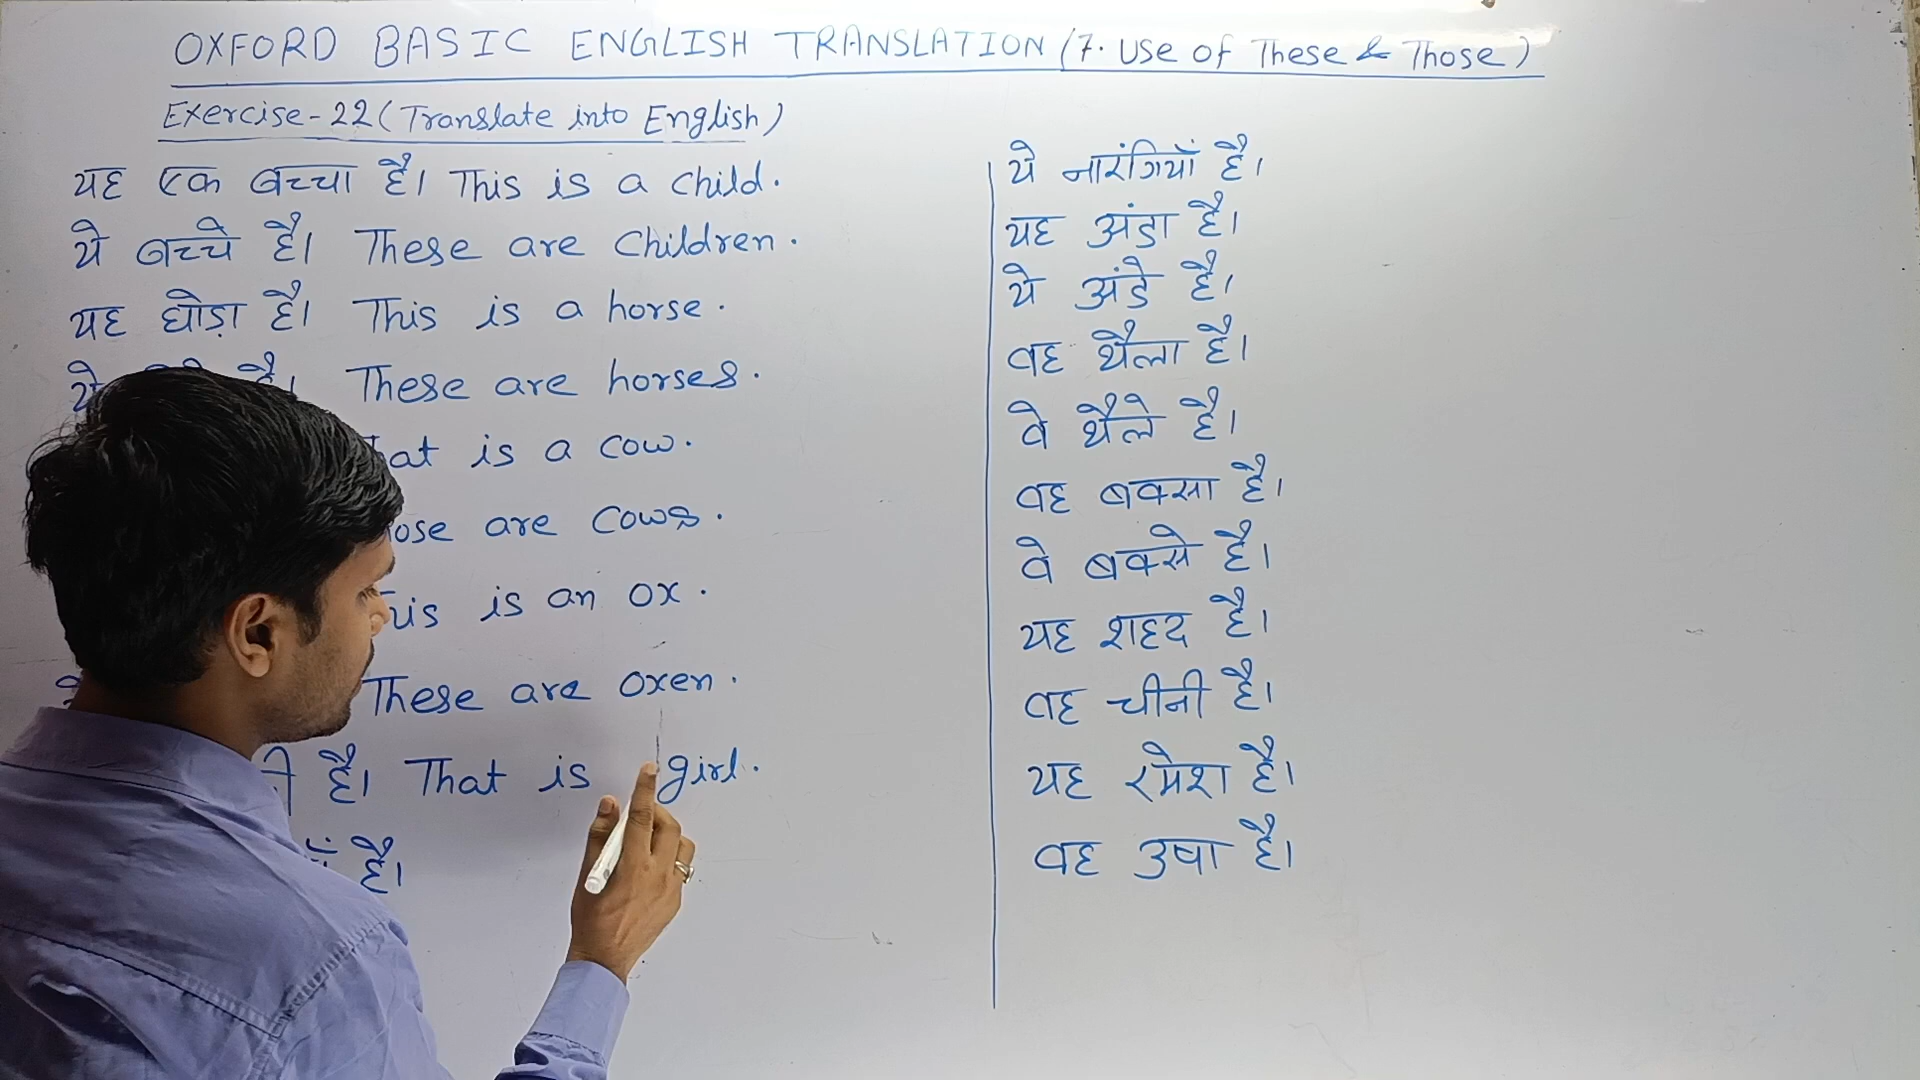 OXFORD BASIC ENGLISH TRANSLATION (7. Use of These & Those)
Exercise-22 (Translate into English)
यह एक बच्चा है। This is a child.
ये बच्चे है। These are children.
यह घोड़ा है। This is a horse.
ये है। These are horses.
at is a cow.
ose are cows.
is is an ox.
These are oxen.
है। That is girl.
है।
ये नारंगियाँ है।
यह अंडा है।
ये अंडे है।
वह थैला है।
वे थैले है।
वह बक्सा है।
वे बक्से है।
यह शहद है।
वह चीनी है।
यह रमेश है।
वह उषा है।